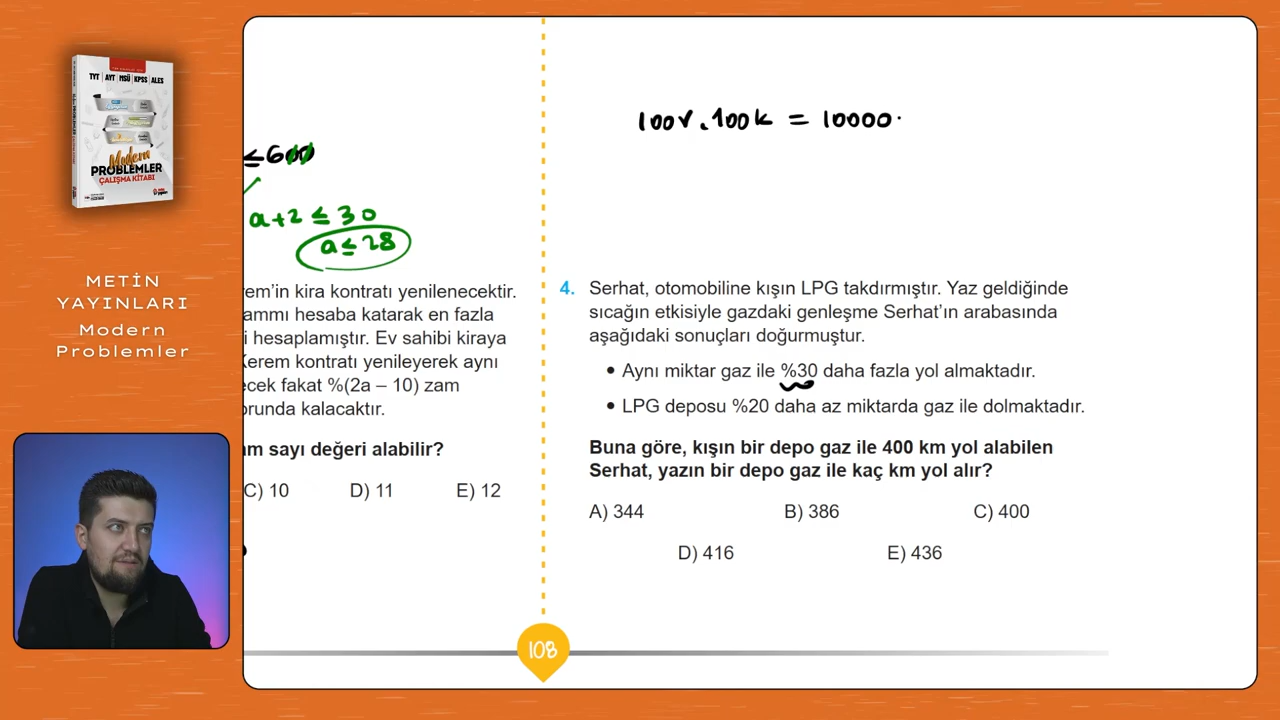 TYT | AYT | MSÜ | KPSS | ALES
Modern
PROBLEMLER
ÇALIŞMA KİTABI
METİN
YAYINLARI
Modern
Problemler
≤600
a+2 ≤ 30
a≤28
rem'in kira kontratı yenilenecektir.
ammı hesaba katarak en fazla
i hesaplamıştır. Ev sahibi kiraya
Kerem kontratı yenileyerek aynı
ecek fakat %(2a – 10) zam
orunda kalacaktır.
am sayı değeri alabilir?
C) 10 D) 11 E) 12
100V.100k = 10000.
4. Serhat, otomobiline kışın LPG takdırmıştır. Yaz geldiğinde
sıcağın etkisiyle gazdaki genleşme Serhat'ın arabasında
aşağıdaki sonuçları doğurmuştur.
• Aynı miktar gaz ile %30 daha fazla yol almaktadır.
• LPG deposu %20 daha az miktarda gaz ile dolmaktadır.
Buna göre, kışın bir depo gaz ile 400 km yol alabilen
Serhat, yazın bir depo gaz ile kaç km yol alır?
A) 344 B) 386 C) 400
D) 416 E) 436
108